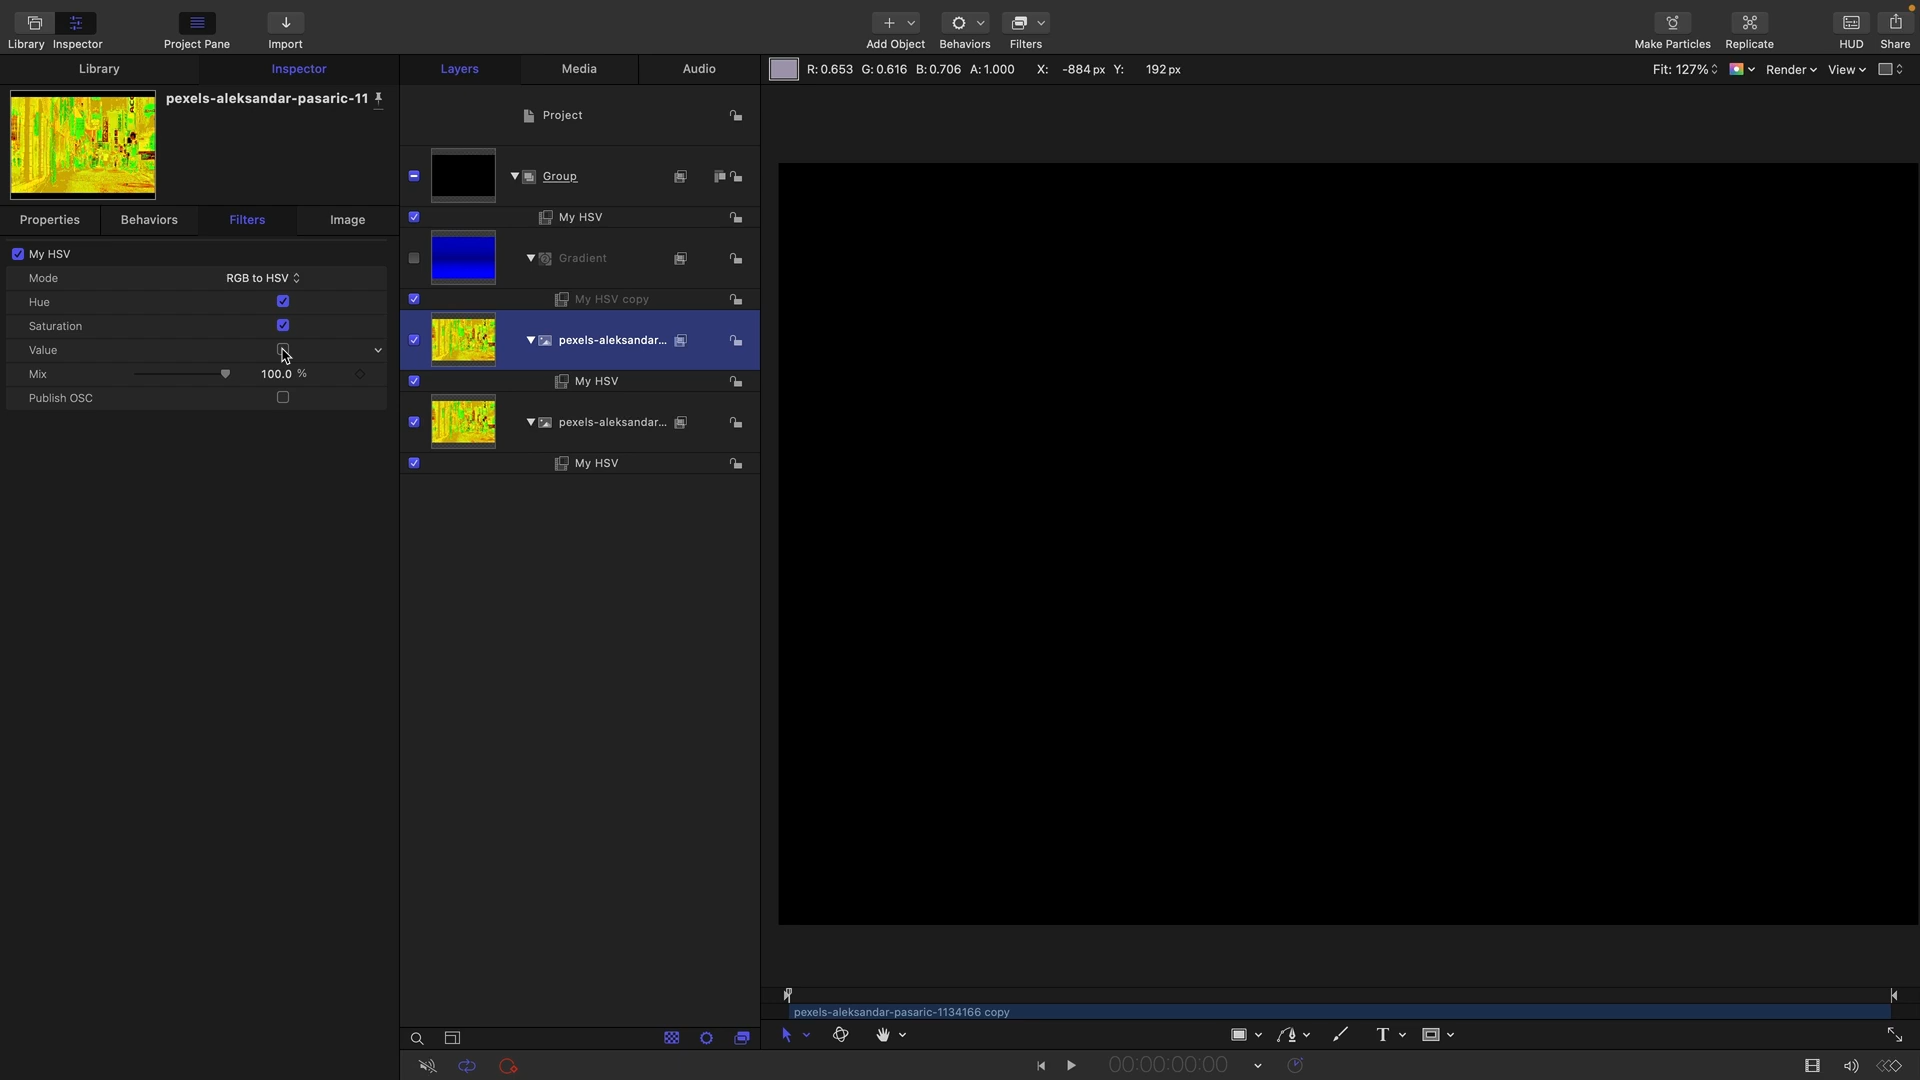 Library Inspector Project Pane Import Add Object Behaviors Filters Make Particles Replicate HUD Share
Library Inspector Layers Media Audio R:0.653 G:0.616 B:0.706 A:1.000 X: -884 px Y: 192 px Fit: 127% Render View
pexels-aleksandar-pasaric-11
Project
Group
Properties Behaviors Filters Image
My HSV
My HSV
Mode RGB to HSV
Gradient
Hue
My HSV copy
Saturation
pexels-aleksandar...
Value
Mix 100.0 %
My HSV
Publish OSC
pexels-aleksandar...
My HSV
pexels-aleksandar-pasaric-1134166 copy
T
00:00:00:00